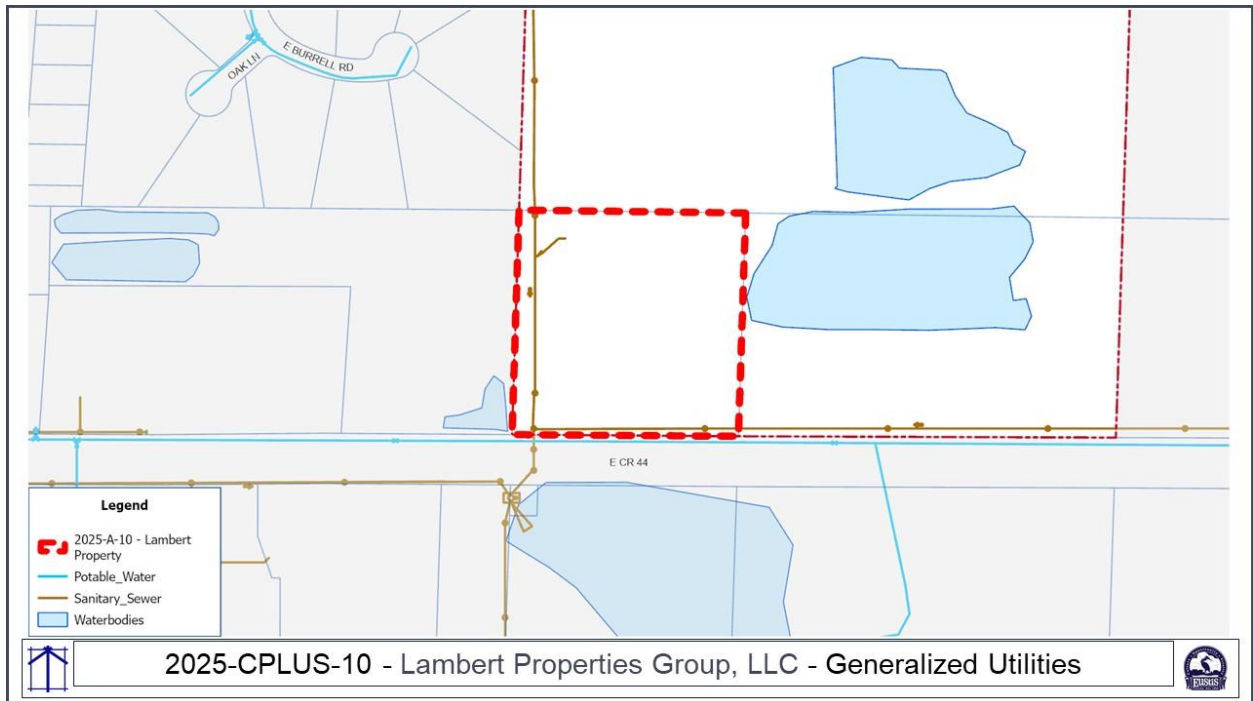 E BURRELL RD
OAK LN
E CR 44
Legend
2025-A-10 - Lambert
Property
Potable_Water
Sanitary_Sewer
Waterbodies
2025-CPLUS-10 - Lambert Properties Group, LLC - Generalized Utilities
EUSTIS